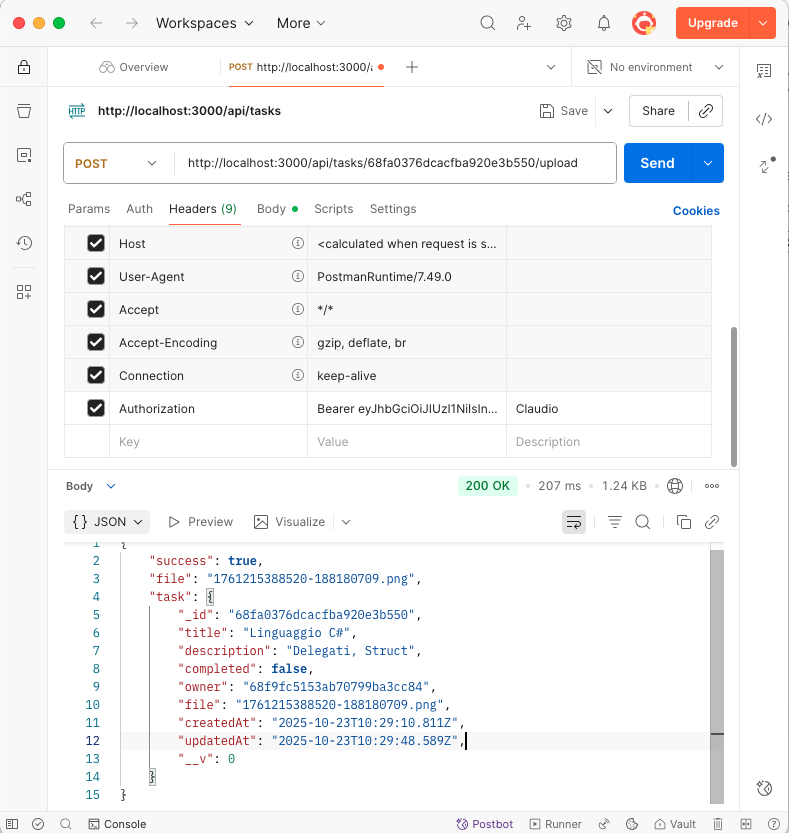 Workspaces More Upgrade
Overview POST http://localhost:3000/a No environment
HTTP http://localhost:3000/api/tasks Save Share
POST http://localhost:3000/api/tasks/68fa0376dcacfba920e3b550/upload Send
Params Auth Headers (9) Body Scripts Settings Cookies
Host <calculated when request is s...
User-Agent PostmanRuntime/7.49.0
Accept */*
Accept-Encoding gzip, deflate, br
Connection keep-alive
Authorization Bearer eyJhbGciOiJIUzI1NiIsIn... Claudio
Key Value Description
Body 200 OK 207 ms 1.24 KB
{} JSON Preview Visualize
1 {
2 "success": true,
3 "file": "1761215388520-188180709.png",
4 "task": {
5 "_id": "68fa0376dcacfba920e3b550",
6 "title": "Linguaggio C#",
7 "description": "Delegati, Struct",
8 "completed": false,
9 "owner": "68f9fc5153ab70799ba3cc84",
10 "file": "1761215388520-188180709.png",
11 "createdAt": "2025-10-23T10:29:10.811Z",
12 "updatedAt": "2025-10-23T10:29:48.589Z",
13 "__v": 0
14 }
15 }
Console Postbot Runner Vault